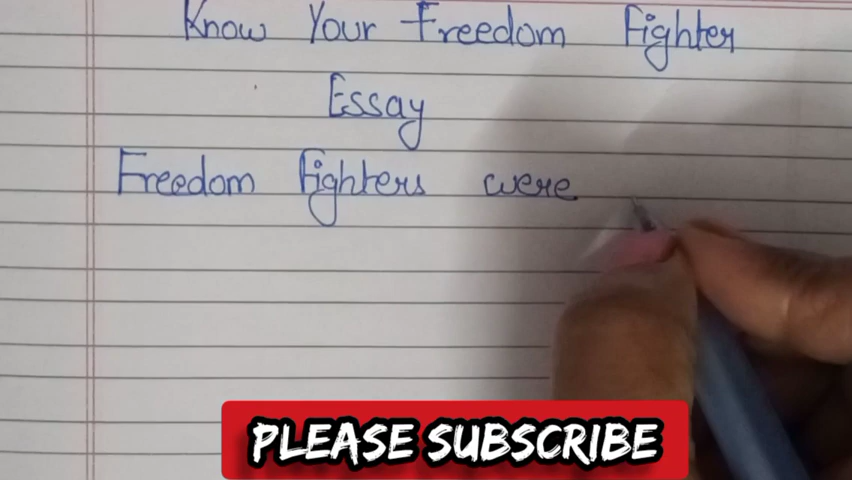 Know Your Freedom Fighter
Essay
Freedom fighters were
PLEASE SUBSCRIBE